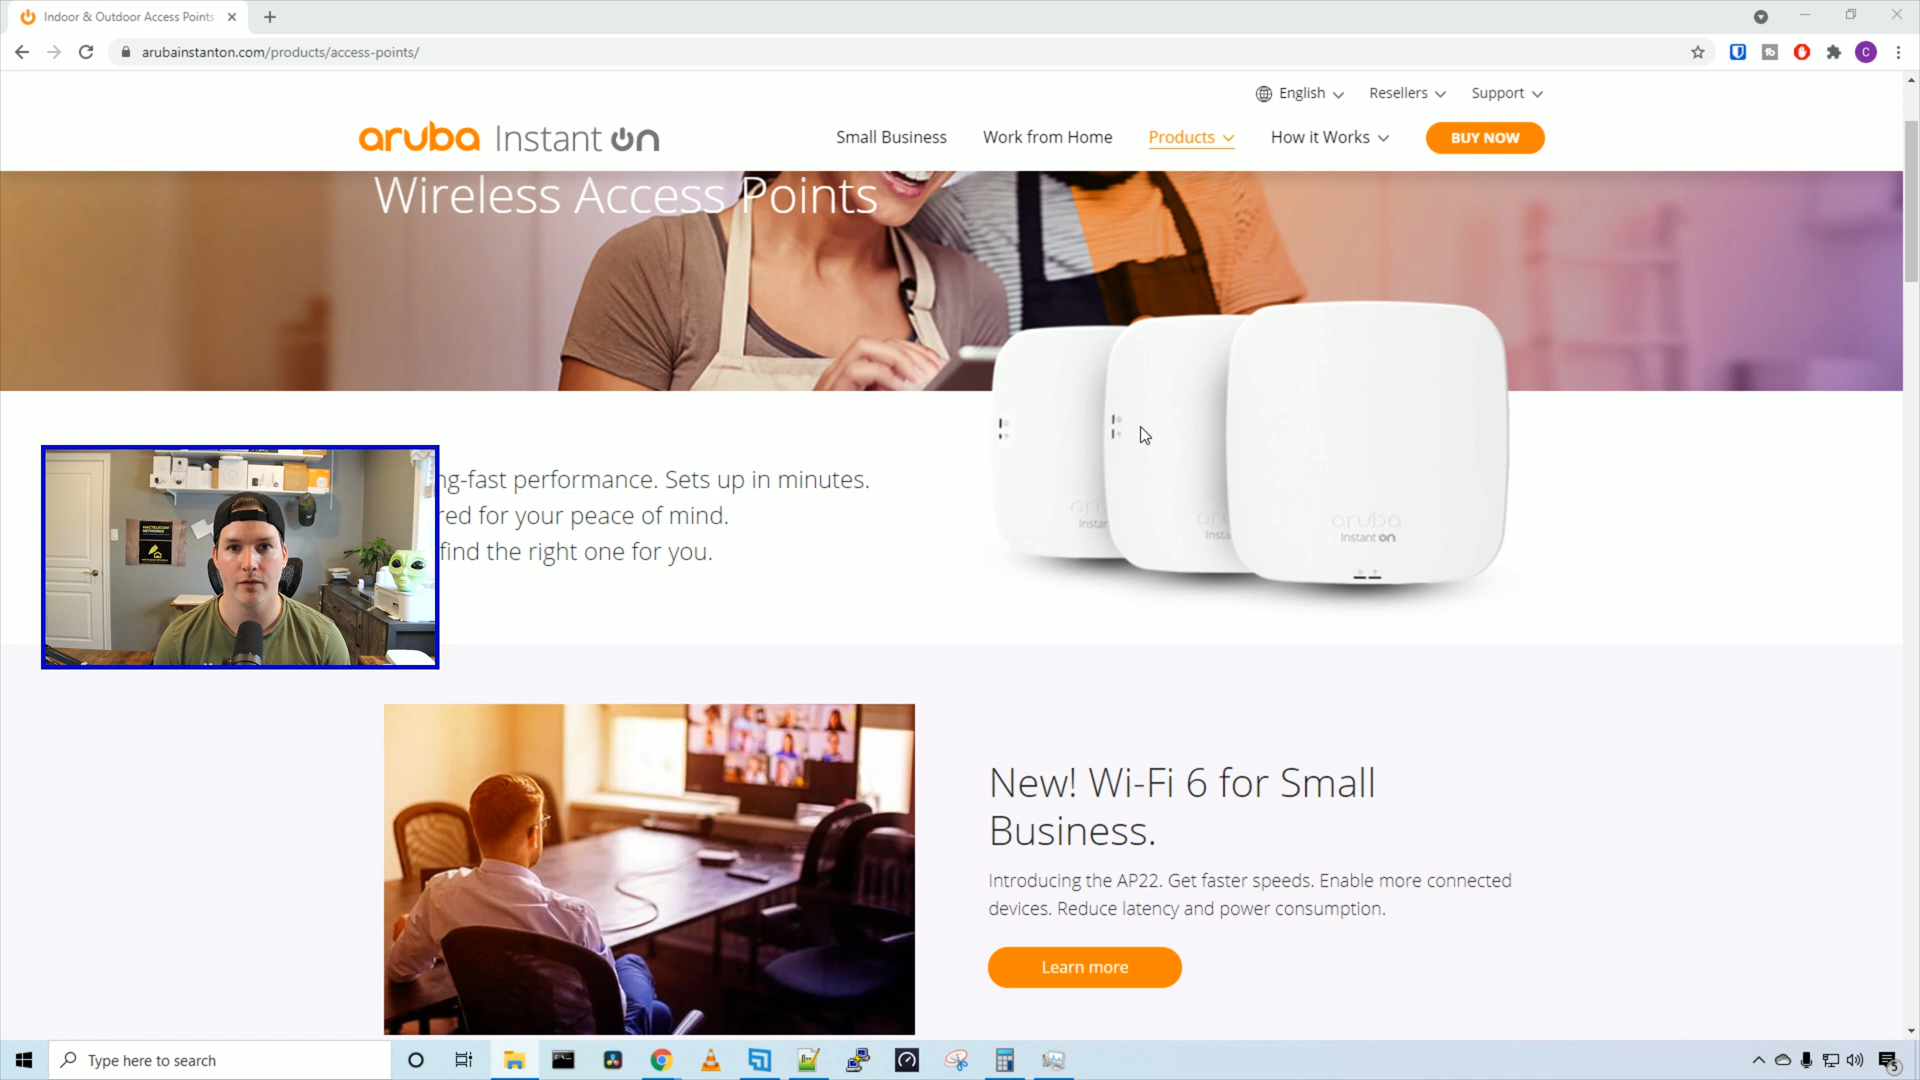 Indoor & Outdoor Access Points
arubainstanton.com/products/access-points/
English
Resellers
Support
aruba Instant On
Small Business
Work from Home
Products
How it Works
BUY NOW
Wireless Access Points
ng-fast performance. Sets up in minutes.
red for your peace of mind.
find the right one for you.
aruba
Instant on
New! Wi-Fi 6 for Small
Business.
Introducing the AP22. Get faster speeds. Enable more connected
devices. Reduce latency and power consumption.
Learn more
Type here to search
5